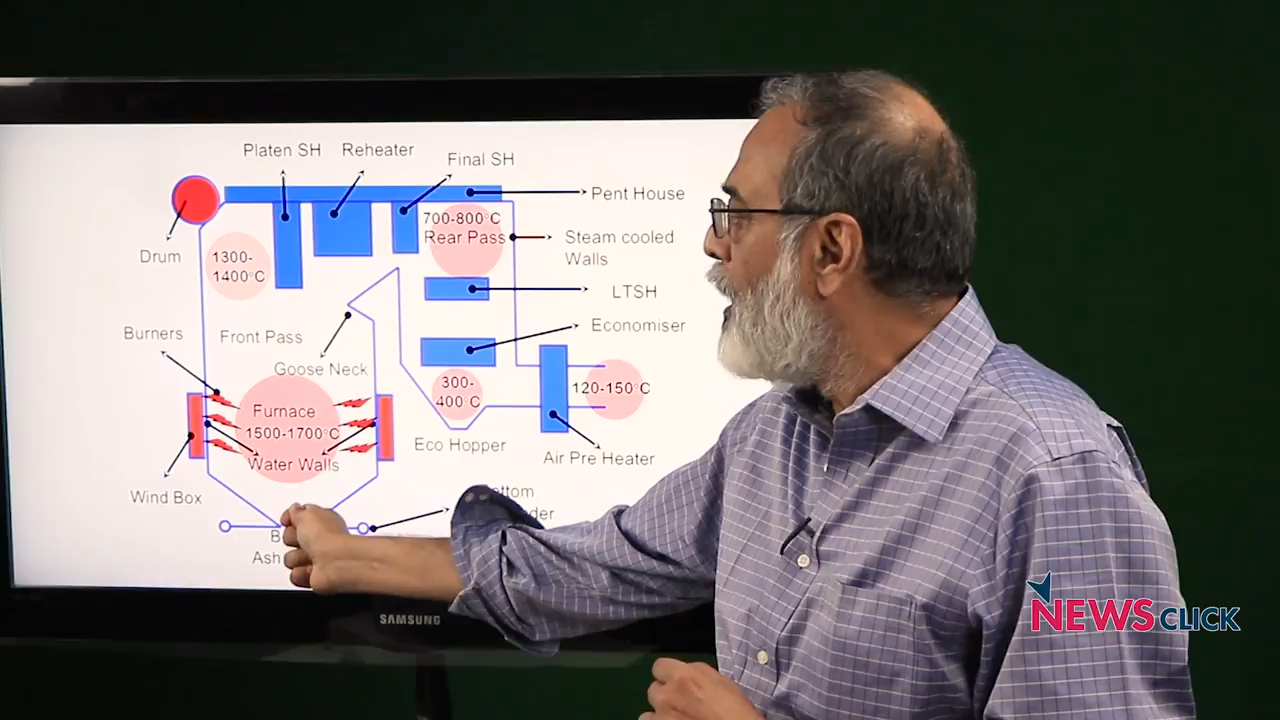 Platen SH
Reheater
Final SH
700-800°C
Rear Pass
Pent House
Steam cooled
Walls
Drum
1300-
1400°C
LTSH
Burners
Front Pass
Economiser
Goose Neck
300-
400°C
120-150°C
Furnace
1500-1700°C
Water Walls
Eco Hopper
Air Pre Heater
Wind Box
Ash
SAMSUNG
NEWSCLICK